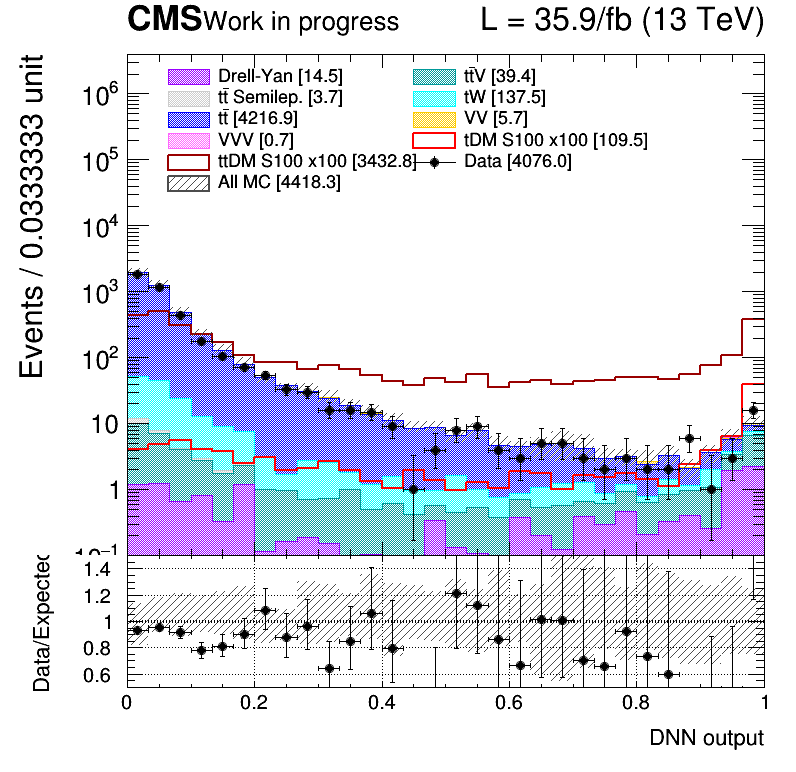 CMS Work in progress L = 35.9/fb (13 TeV)
Events / 0.0333333 unit
Drell-Yan [14.5] tt̄V [39.4]
tt̄ Semilep. [3.7] tW [137.5]
tt̄ [4216.9] VV [5.7]
VVV [0.7] tDM S100 x100 [109.5]
ttDM S100 x100 [3432.8] Data [4076.0]
All MC [4418.3]
10⁶
10⁵
10⁴
10³
10²
10
1
10⁻¹
Data/Expected
1.4
1.2
1
0.8
0.6
0 0.2 0.4 0.6 0.8 1
DNN output